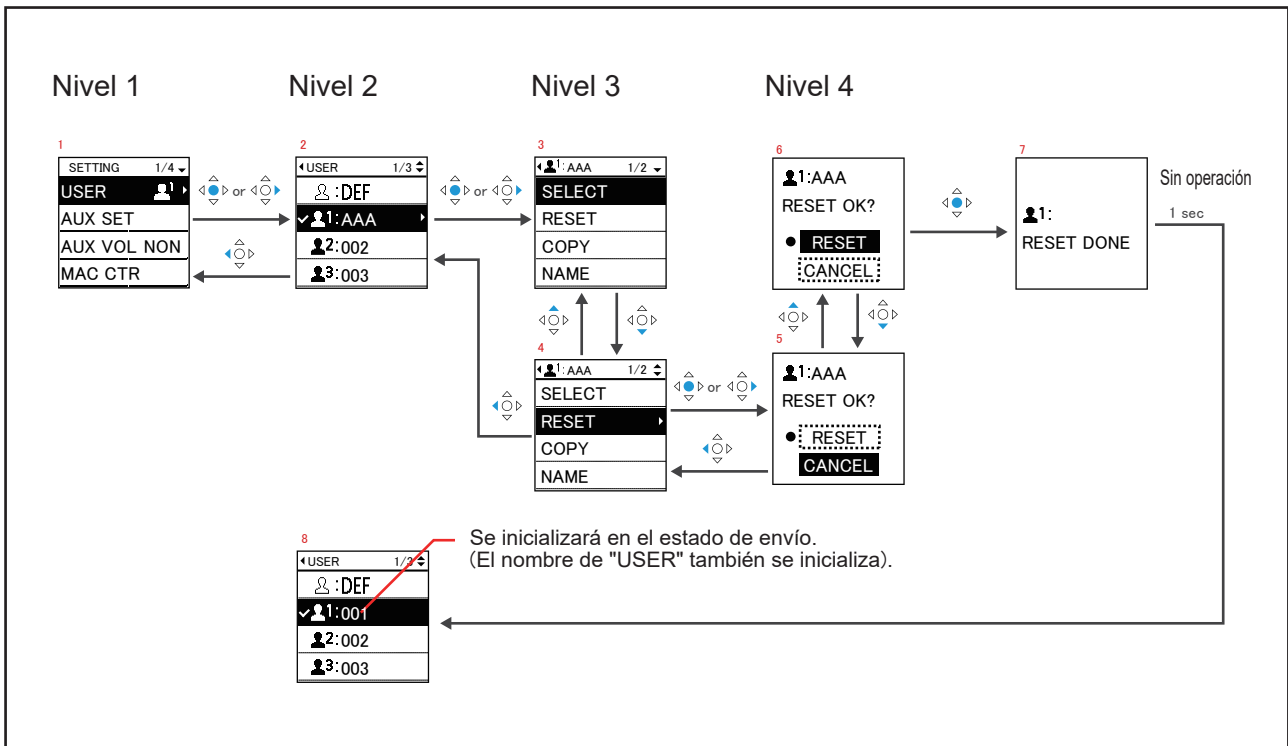 Nivel 1
Nivel 2
Nivel 3
Nivel 4
1
SETTING 1/4
USER 1
AUX SET
AUX VOL NON
MAC CTR
or
2
USER 1/3
:DEF
1:AAA
2:002
3:003
or
3
1:AAA 1/2
SELECT
RESET
COPY
NAME
4
1:AAA 1/2
SELECT
RESET
COPY
NAME
or
6
1:AAA
RESET OK?
RESET
CANCEL
5
1:AAA
RESET OK?
RESET
CANCEL
7
1:
RESET DONE
Sin operación
1 sec
8
USER 1/3
:DEF
1:001
2:002
3:003
Se inicializará en el estado de envío.
(El nombre de "USER" también se inicializa).